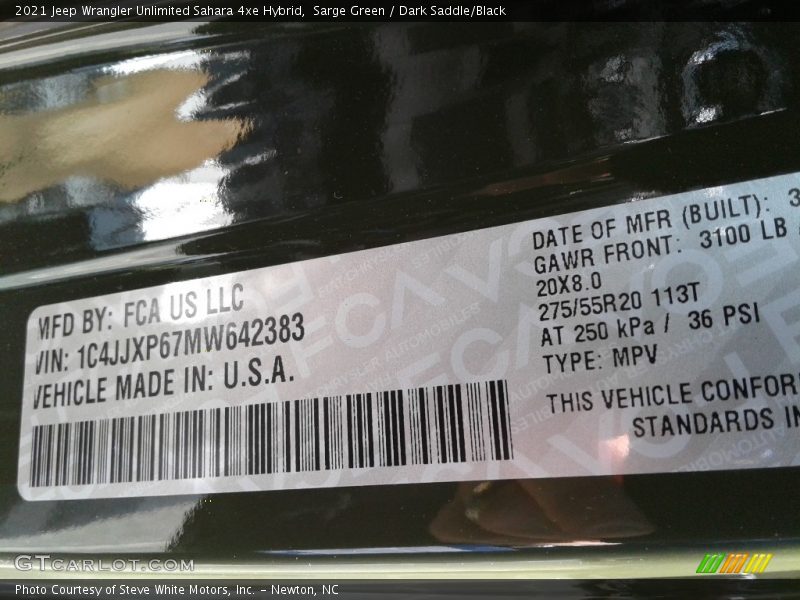 2021 Jeep Wrangler Unlimited Sahara 4xe Hybrid, Sarge Green / Dark Saddle/Black
MFD BY: FCA US LLC
VIN: 1C4JJXP67MW642383
VEHICLE MADE IN: U.S.A.
DATE OF MFR (BUILT): 3
GAWR FRONT: 3100 LB
20X8.0
275/55R20 113T
AT 250 kPa / 36 PSI
TYPE: MPV
THIS VEHICLE CONFOR
STANDARDS IN
GTCARLOT.COM
Photo Courtesy of Steve White Motors, Inc. – Newton, NC